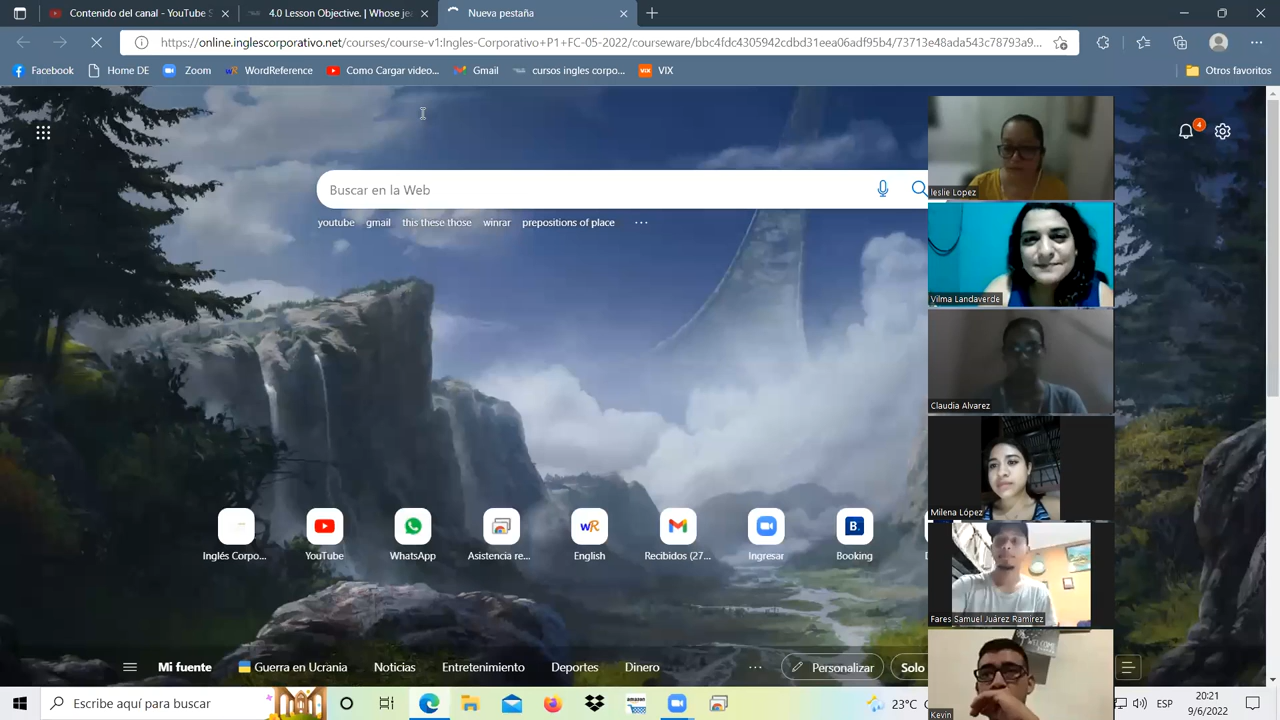 Contenido del canal - YouTube S
4.0 Lesson Objective. | Whose je
Nueva pestaña
https://online.inglescorporativo.net/courses/course-v1:Ingles-Corporativo+P1+FC-05-2022/courseware/bbc4fdc4305942cdbd31eea06adf95b4/73713e48ada543c78793a9...
Facebook
Home DE
Zoom
WordReference
Como Cargar video...
Gmail
cursos ingles corpo...
VIX
Otros favoritos
4
Buscar en la Web
youtube
gmail
this these those
winrar
prepositions of place
leslie Lopez
Vilma Landaverde
Claudia Alvarez
Milena López
Fares Samuel Juárez Ramirez
Kevin
Inglés Corpo...
YouTube
WhatsApp
Asistencia re...
English
Recibidos (27...
Ingresar
Booking
Mi fuente
Guerra en Ucrania
Noticias
Entretenimiento
Deportes
Dinero
Personalizar
Solo
Escribe aquí para buscar
23°C
ESP
20:21
9/6/2022